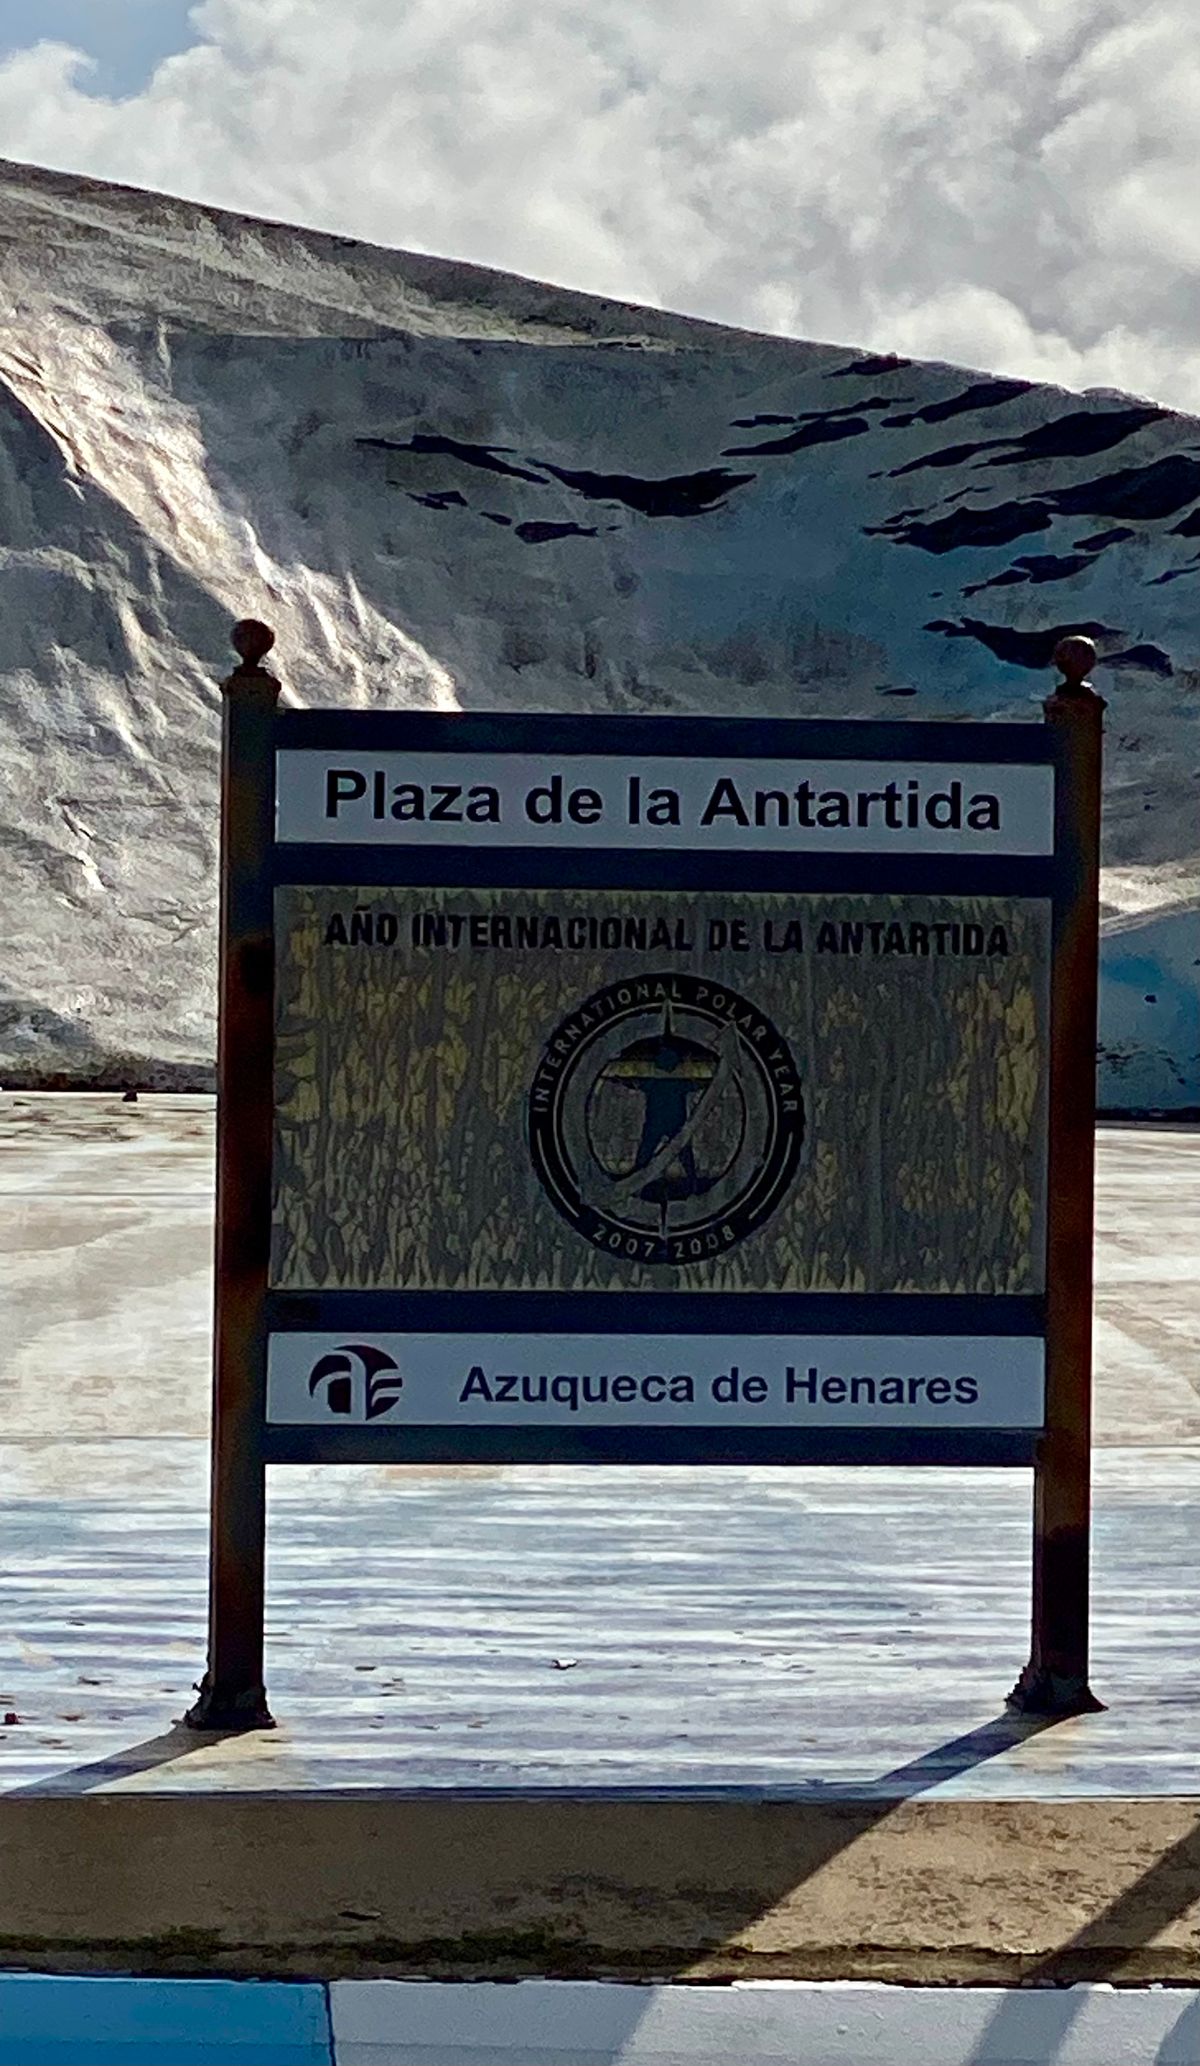 Plaza de la Antartida
AÑO INTERNACIONAL DE LA ANTARTIDA
INTERNATIONAL POLAR YEAR
2007-2008
Azuqueca de Henares